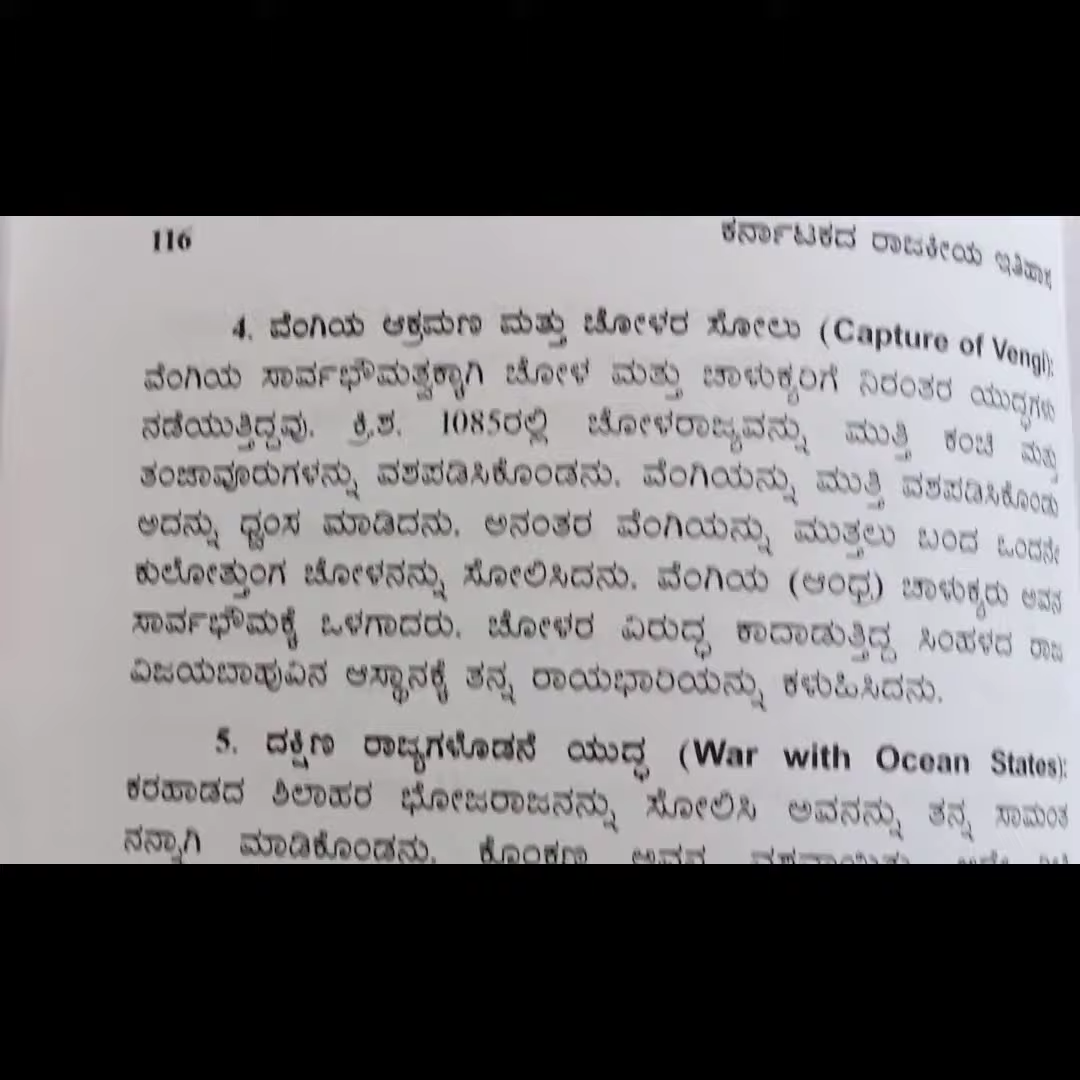 116 ಕರ್ನಾಟಕದ ರಾಜಕೀಯ ಇತಿಹಾಸ
4. ವೆಂಗಿಯ ಆಕ್ರಮಣ ಮತ್ತು ಚೋಳರ ಸೋಲು (Capture of Vengi):
ವೆಂಗಿಯ ಸಾರ್ವಭೌಮತ್ವಕ್ಕಾಗಿ ಚೋಳ ಮತ್ತು ಚಾಳುಕ್ಯರಿಗೆ ನಿರಂತರ ಯುದ್ಧಗಳು
ನಡೆಯುತ್ತಿದ್ದವು. ಕ್ರಿ.ಶ. 1085ರಲ್ಲಿ ಚೋಳರಾಜ್ಯವನ್ನು ಮುತ್ತಿ ಕಂಚಿ ಮತ್ತು
ತಂಜಾವೂರುಗಳನ್ನು ವಶಪಡಿಸಿಕೊಂಡನು. ವೆಂಗಿಯನ್ನು ಮುತ್ತಿ ವಶಪಡಿಸಿಕೊಂಡು
ಅದನ್ನು ಧ್ವಂಸ ಮಾಡಿದನು. ಅನಂತರ ವೆಂಗಿಯನ್ನು ಮುತ್ತಲು ಬಂದ ಒಂದನೇ
ಕುಲೋತ್ತುಂಗ ಚೋಳನನ್ನು ಸೋಲಿಸಿದನು. ವೆಂಗಿಯ (ಆಂಧ್ರ) ಚಾಳುಕ್ಯರು ಅವನ
ಸಾರ್ವಭೌಮಕ್ಕೆ ಒಳಗಾದರು. ಚೋಳರ ವಿರುದ್ಧ ಕಾದಾಡುತ್ತಿದ್ದ ಸಿಂಹಳದ ರಾಜ
ವಿಜಯಬಾಹುವಿನ ಆಸ್ಥಾನಕ್ಕೆ ತನ್ನ ರಾಯಭಾರಿಯನ್ನು ಕಳುಹಿಸಿದನು.
5. ದಕ್ಷಿಣ ರಾಜ್ಯಗಳೊಡನೆ ಯುದ್ಧ (War with Ocean States):
ಕರಹಾಡದ ಶಿಲಾಹರ ಭೋಜರಾಜನನ್ನು ಸೋಲಿಸಿ ಅವನನ್ನು ತನ್ನ ಸಾಮಂತ
ನನ್ನಾಗಿ ಮಾಡಿಕೊಂಡನು. ಕೊಂಕಣ ಅವನ